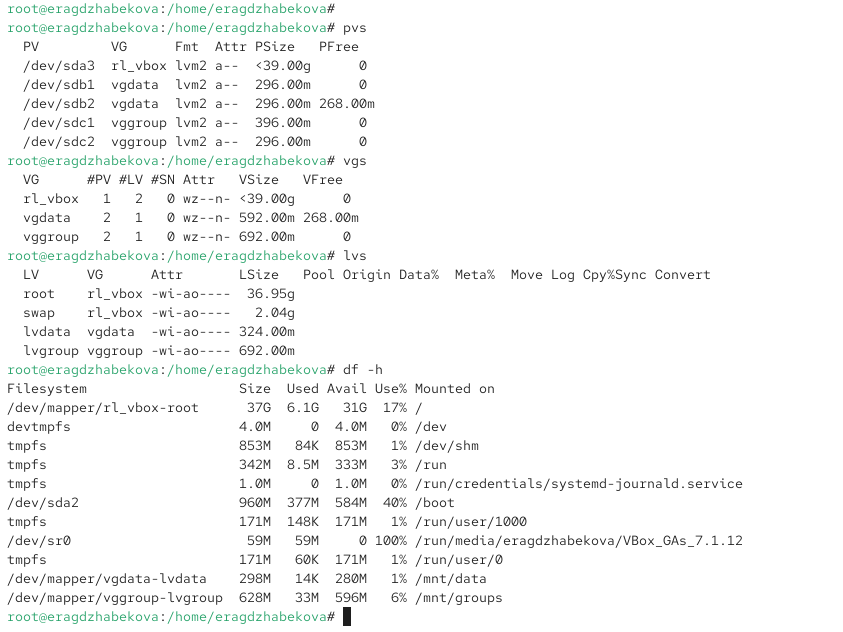 root@eragdzhabekova:/home/eragdzhabekova#
root@eragdzhabekova:/home/eragdzhabekova# pvs
  PV         VG      Fmt  Attr PSize   PFree
  /dev/sda3  rl_vbox lvm2 a--  <39.00g      0
  /dev/sdb1  vgdata  lvm2 a--  296.00m      0
  /dev/sdb2  vgdata  lvm2 a--  296.00m 268.00m
  /dev/sdc1  vggroup lvm2 a--  396.00m      0
  /dev/sdc2  vggroup lvm2 a--  296.00m      0
root@eragdzhabekova:/home/eragdzhabekova# vgs
  VG      #PV #LV #SN Attr   VSize   VFree
  rl_vbox   1   2   0 wz--n- <39.00g      0
  vgdata    2   1   0 wz--n- 592.00m 268.00m
  vggroup   2   1   0 wz--n- 692.00m      0
root@eragdzhabekova:/home/eragdzhabekova# lvs
  LV      VG      Attr       LSize   Pool Origin Data%  Meta%  Move Log Cpy%Sync Convert
  root    rl_vbox -wi-ao----  36.95g
  swap    rl_vbox -wi-ao----   2.04g
  lvdata  vgdata  -wi-ao---- 324.00m
  lvgroup vggroup -wi-ao---- 692.00m
root@eragdzhabekova:/home/eragdzhabekova# df -h
Filesystem                   Size  Used Avail Use% Mounted on
/dev/mapper/rl_vbox-root      37G  6.1G   31G  17% /
devtmpfs                     4.0M     0  4.0M   0% /dev
tmpfs                        853M   84K  853M   1% /dev/shm
tmpfs                        342M  8.5M  333M   3% /run
tmpfs                        1.0M     0  1.0M   0% /run/credentials/systemd-journald.service
/dev/sda2                    960M  377M  584M  40% /boot
tmpfs                        171M  148K  171M   1% /run/user/1000
/dev/sr0                      59M   59M     0 100% /run/media/eragdzhabekova/VBox_GAs_7.1.12
tmpfs                        171M   60K  171M   1% /run/user/0
/dev/mapper/vgdata-lvdata    298M   14K  280M   1% /mnt/data
/dev/mapper/vggroup-lvgroup  628M   33M  596M   6% /mnt/groups
root@eragdzhabekova:/home/eragdzhabekova#